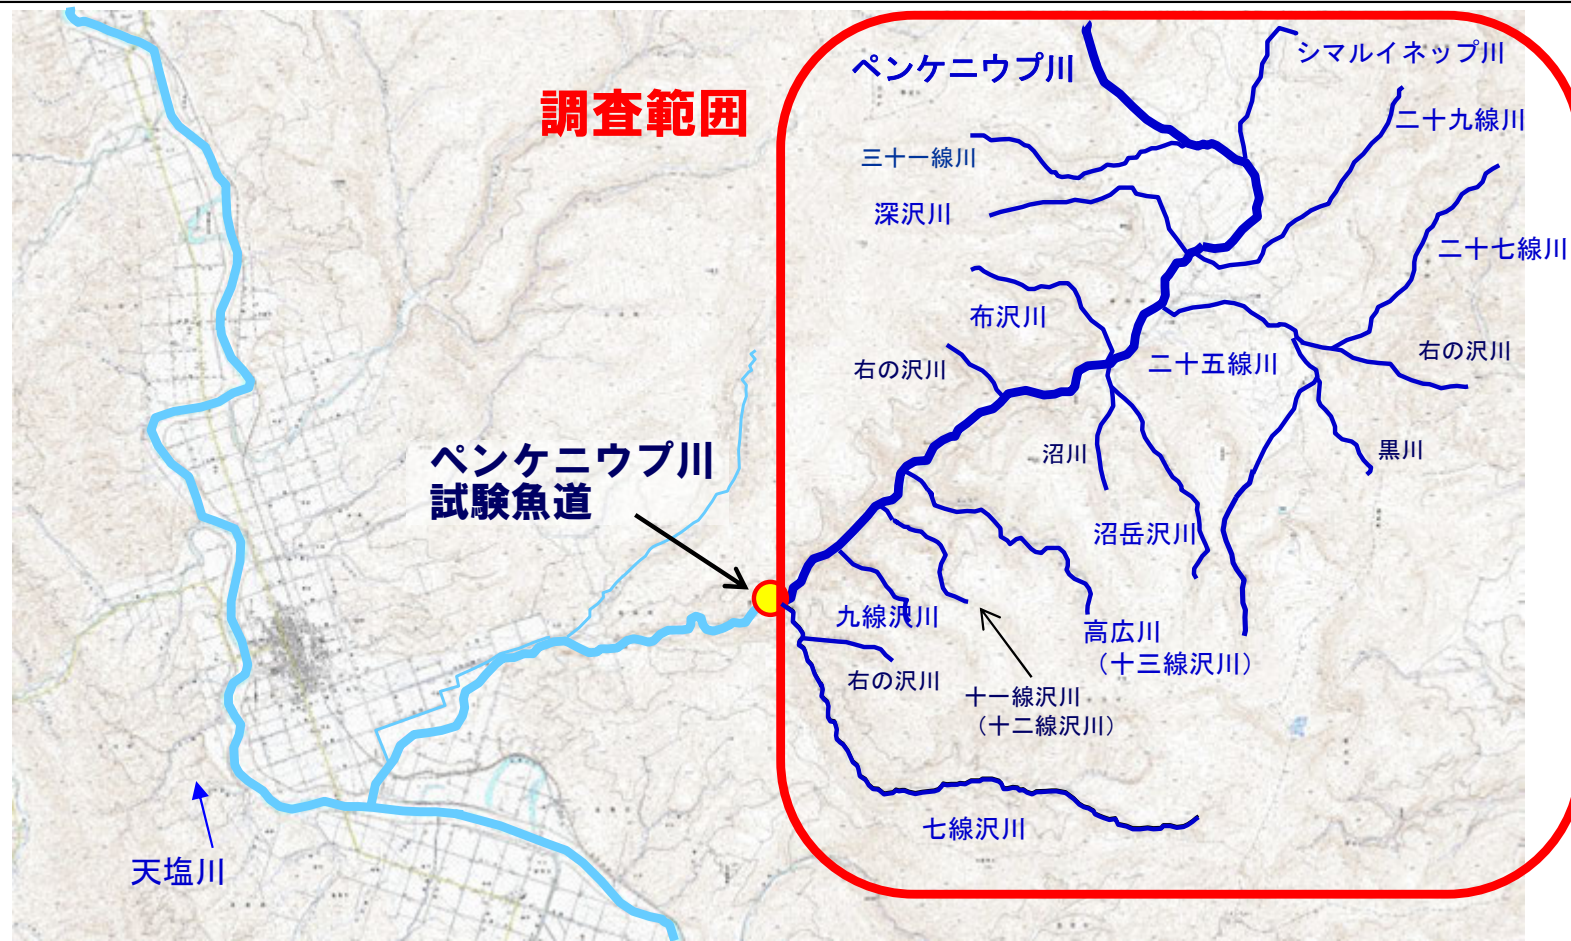 シマルイネップ川
ペンケニウプ川
調査範囲
二十九線川
三十一線川
深沢川
二十七線川
布沢川
右の沢川
二十五線川
右の沢川
ペンケニウプ川
試験魚道
沼川
黒川
沼岳沢川
九線沢川
高広川
（十三線沢川）
右の沢川
十一線沢川
（十二線沢川）
七線沢川
天塩川